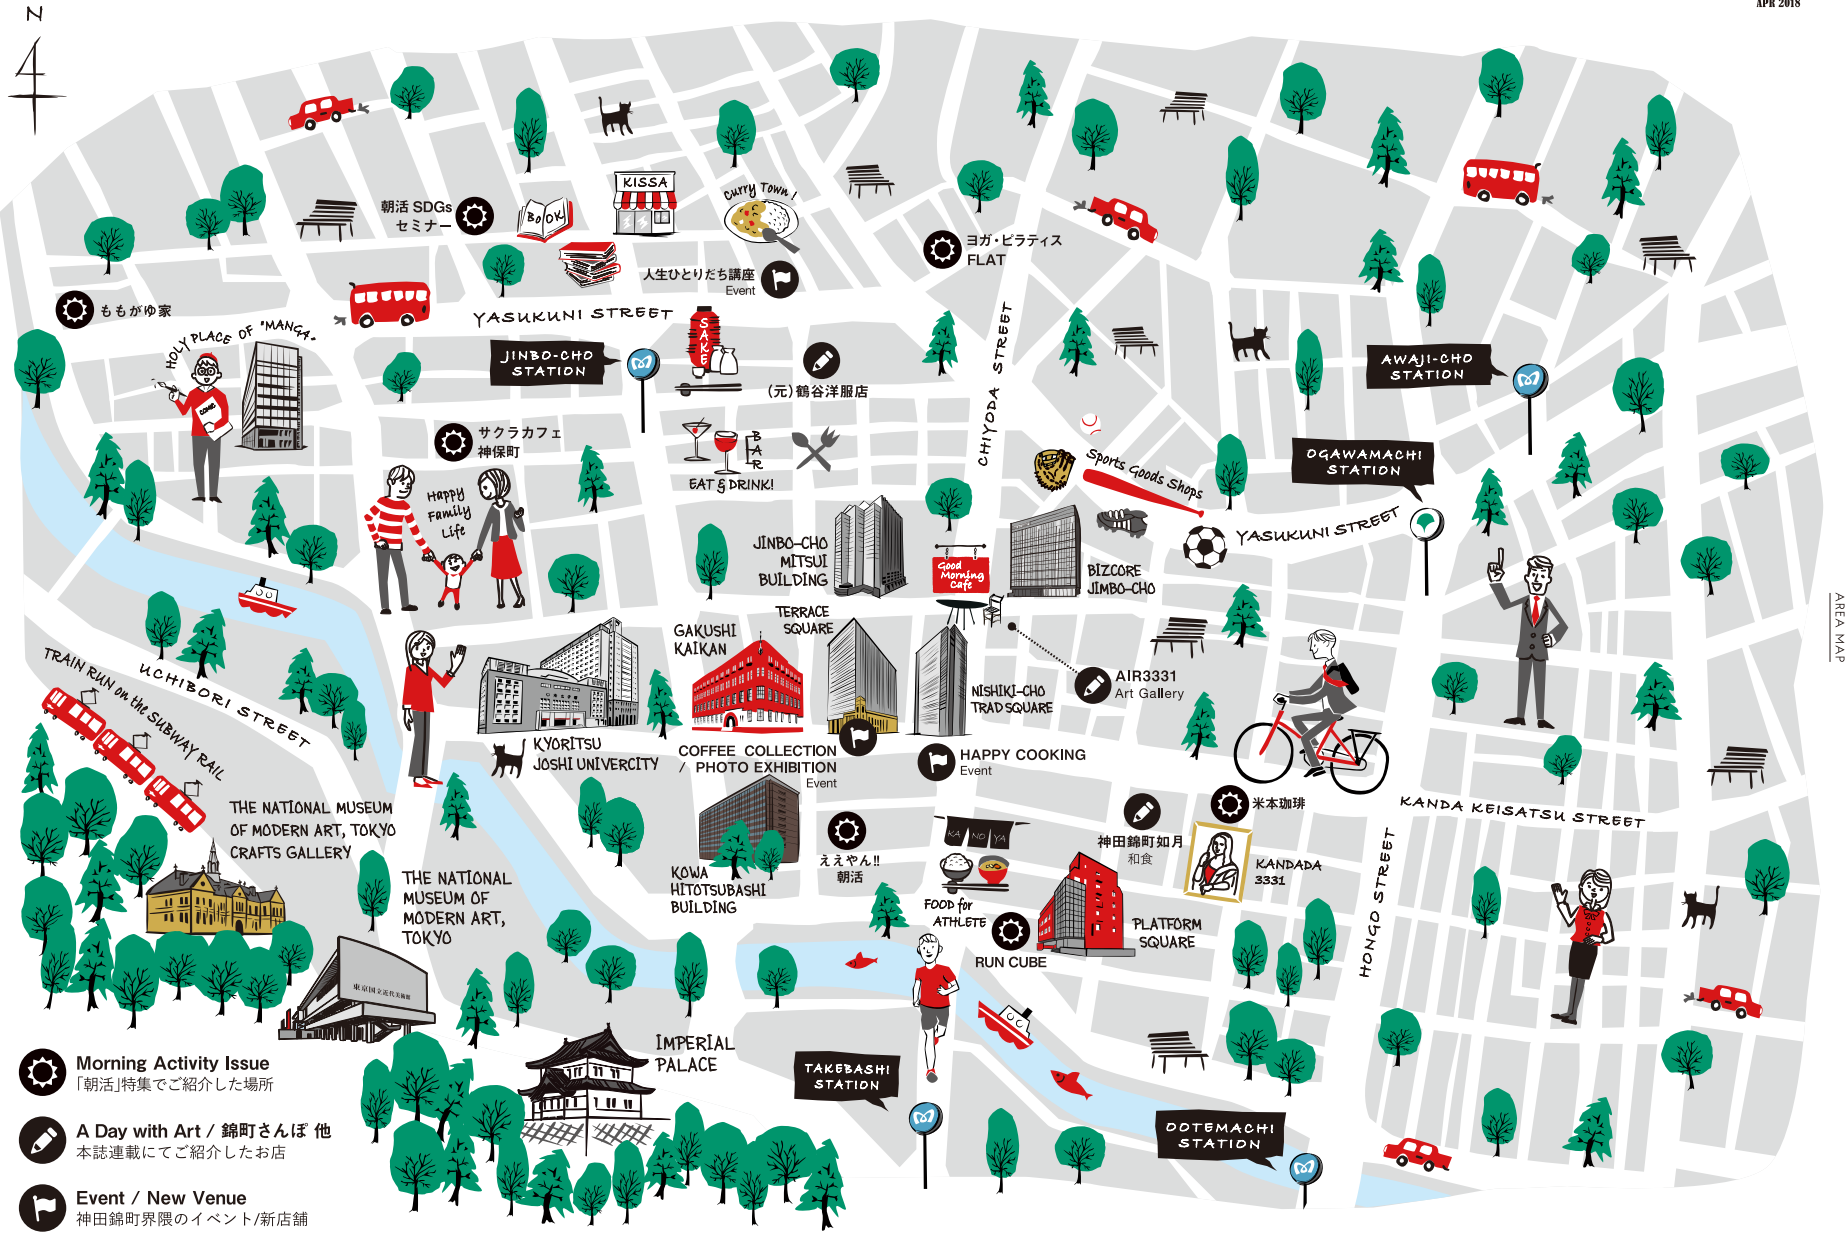 APR 2018
N
朝活 SDGs
セミナー
BOOK
KISSA
Curry Town!
ヨガ・ピラティス
FLAT
人生ひとりだち講座
Event
ももがゆ家
YASUKUNI STREET
HOLY PLACE OF "MANGA"
JINBO-CHO
STATION
SAKE
(元)鶴谷洋服店
CHIYODA STREET
AWAJI-CHO
STATION
サクラカフェ
神保町
BAR
EAT & DRINK!
Sports Goods Shops
OGAWAMACHI
STATION
YASUKUNI STREET
Happy
Family
Life
JINBO-CHO
MITSUI
BUILDING
Good
Morning
Cafe
BIZCORE
JIMBO-CHO
AREA MAP
TERRACE
SQUARE
GAKUSHI
KAIKAN
UCHIBORI STREET
TRAIN RUN on the SUBWAY RAIL
NISHIKI-CHO
TRAD SQUARE
AIR3331
Art Gallery
KYORITSU
JOSHI UNIVERCITY
COFFEE COLLECTION
/ PHOTO EXHIBITION
Event
HAPPY COOKING
Event
THE NATIONAL MUSEUM
OF MODERN ART, TOKYO
CRAFTS GALLERY
米本珈琲
KANDA KEISATSU STREET
KA NO YA
神田錦町如月
和食
ええやん!!
朝活
KANDADA
3331
THE NATIONAL
MUSEUM OF
MODERN ART,
TOKYO
KOWA
HITOTSUBASHI
BUILDING
FOOD for
ATHLETE
RUN CUBE
PLATFORM
SQUARE
HONGO STREET
東京国立近代美術館
IMPERIAL
PALACE
TAKEBASHI
STATION
OOTEMACHI
STATION
Morning Activity Issue
「朝活」特集でご紹介した場所
A Day with Art / 錦町さんぽ 他
本誌連載にてご紹介したお店
Event / New Venue
神田錦町界隈のイベント/新店舗